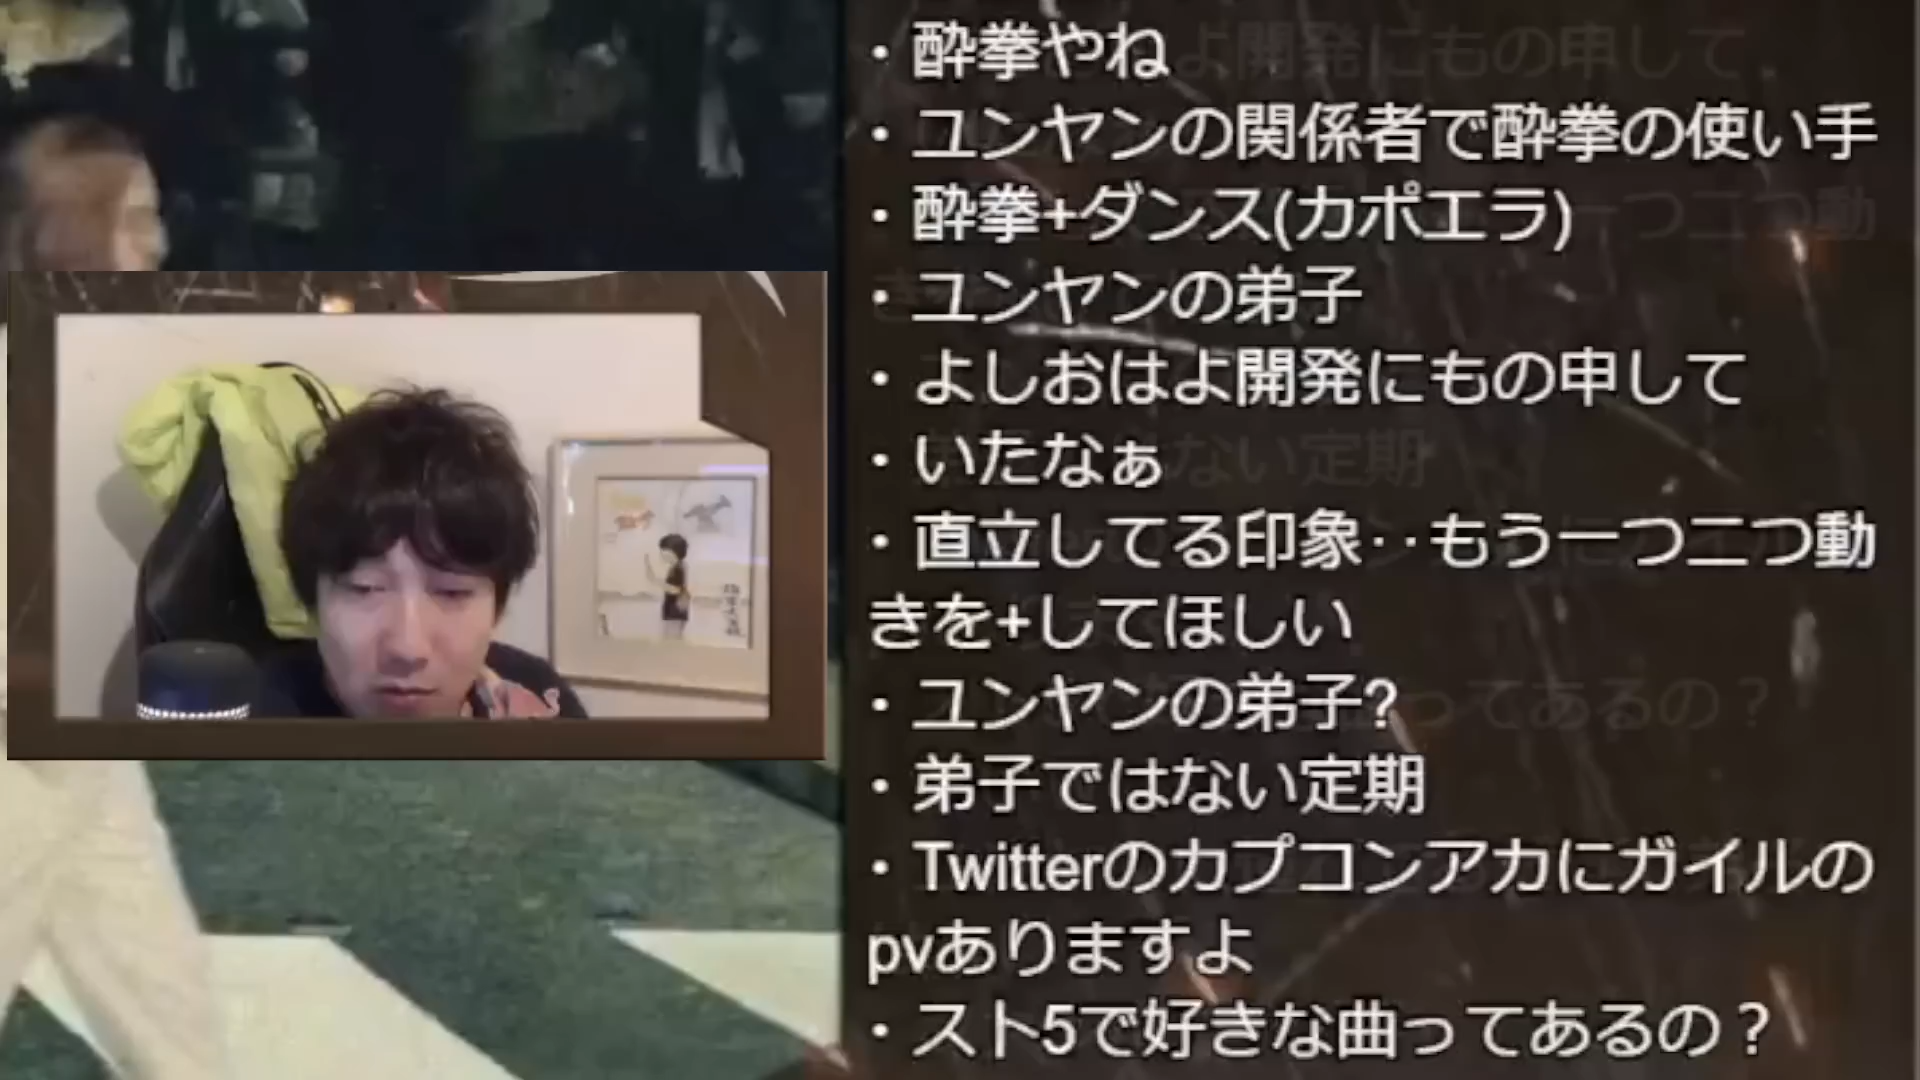 ・酔拳やね
・ユンヤンの関係者で酔拳の使い手
・酔拳+ダンス(カポエラ)
・ユンヤンの弟子
・よしおはよ開発にもの申して
・いたなぁ
・直立してる印象‥もう一つ二つ動
きを+してほしい
・ユンヤンの弟子?
・弟子ではない定期
・Twitterのカプコンアカにガイルの
pvありますよ
・スト5で好きな曲ってあるの？